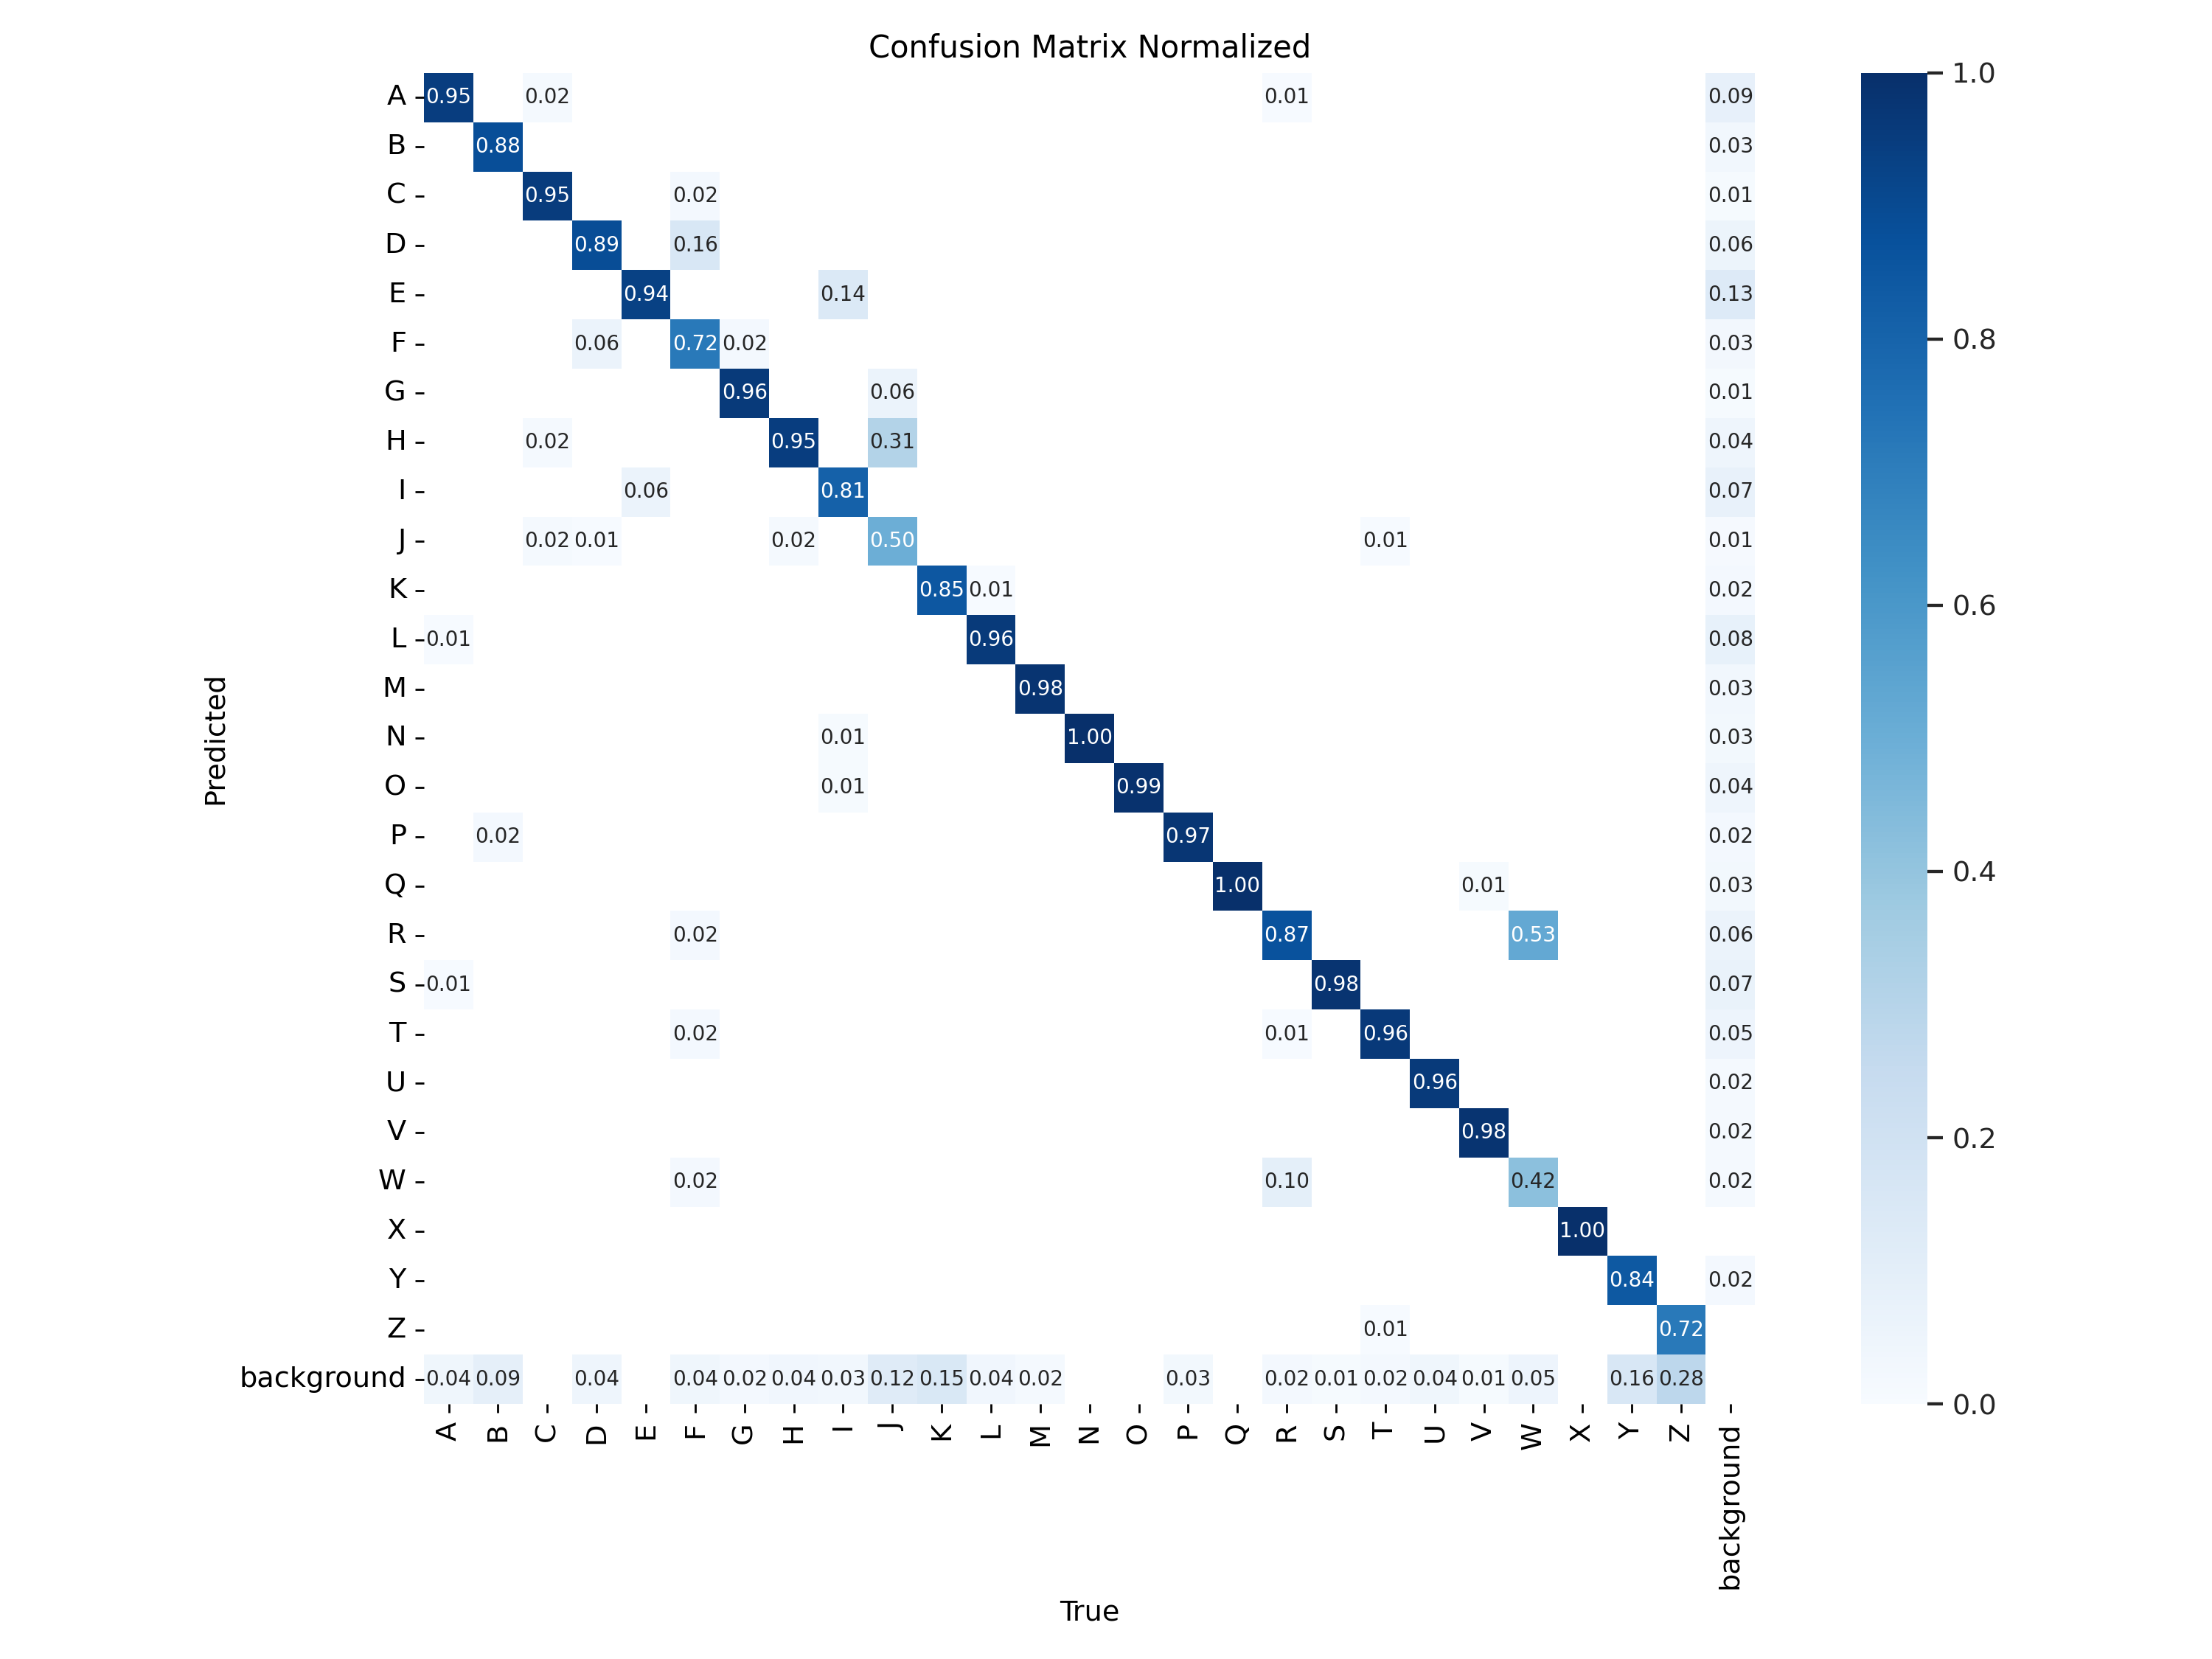 Confusion Matrix Normalized
A 0.95 0.02 0.01 0.09
B 0.88 0.03
C 0.95 0.02 0.01
D 0.89 0.16 0.06
E 0.94 0.14 0.13
F 0.06 0.72 0.02 0.03
G 0.96 0.06 0.01
H 0.02 0.95 0.31 0.04
I 0.06 0.81 0.07
J 0.02 0.01 0.02 0.50 0.01 0.01
K 0.85 0.01 0.02
L 0.01 0.96 0.08
M 0.98 0.03
N 0.01 1.00 0.03
O 0.01 0.99 0.04
P 0.02 0.97 0.02
Q 1.00 0.01 0.03
R 0.02 0.87 0.53 0.06
S 0.01 0.98 0.07
T 0.02 0.01 0.96 0.05
U 0.96 0.02
V 0.98 0.02
W 0.02 0.10 0.42 0.02
X 1.00
Y 0.84 0.02
Z 0.01 0.72
background 0.04 0.09 0.04 0.04 0.02 0.04 0.03 0.12 0.15 0.04 0.02 0.03 0.02 0.01 0.02 0.04 0.01 0.05 0.16 0.28
A B C D E F G H I J K L M N O P Q R S T U V W X Y Z background
Predicted
True
1.0
0.8
0.6
0.4
0.2
0.0